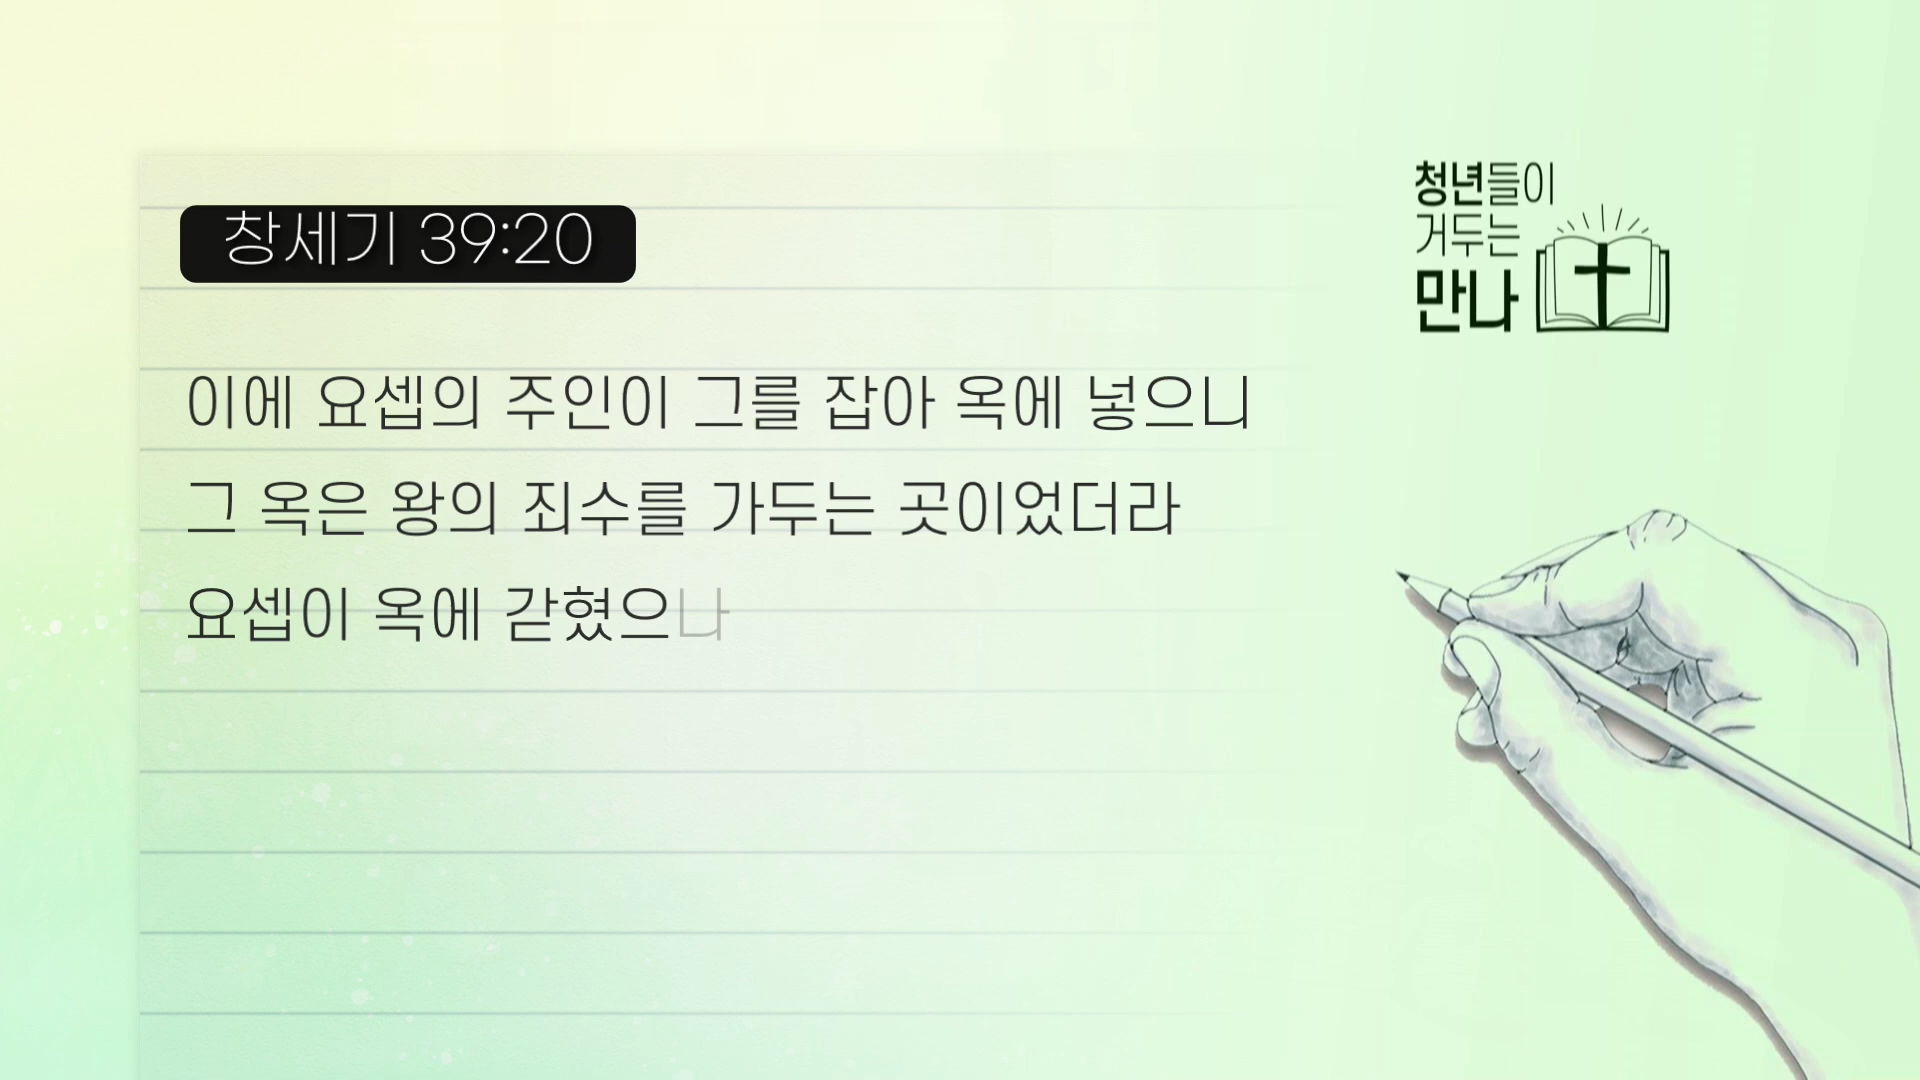 창세기 39:20
청년들이
거두는
만나
이에 요셉의 주인이 그를 잡아 옥에 넣으니
그 옥은 왕의 죄수를 가두는 곳이었더라
요셉이 옥에 갇혔으나